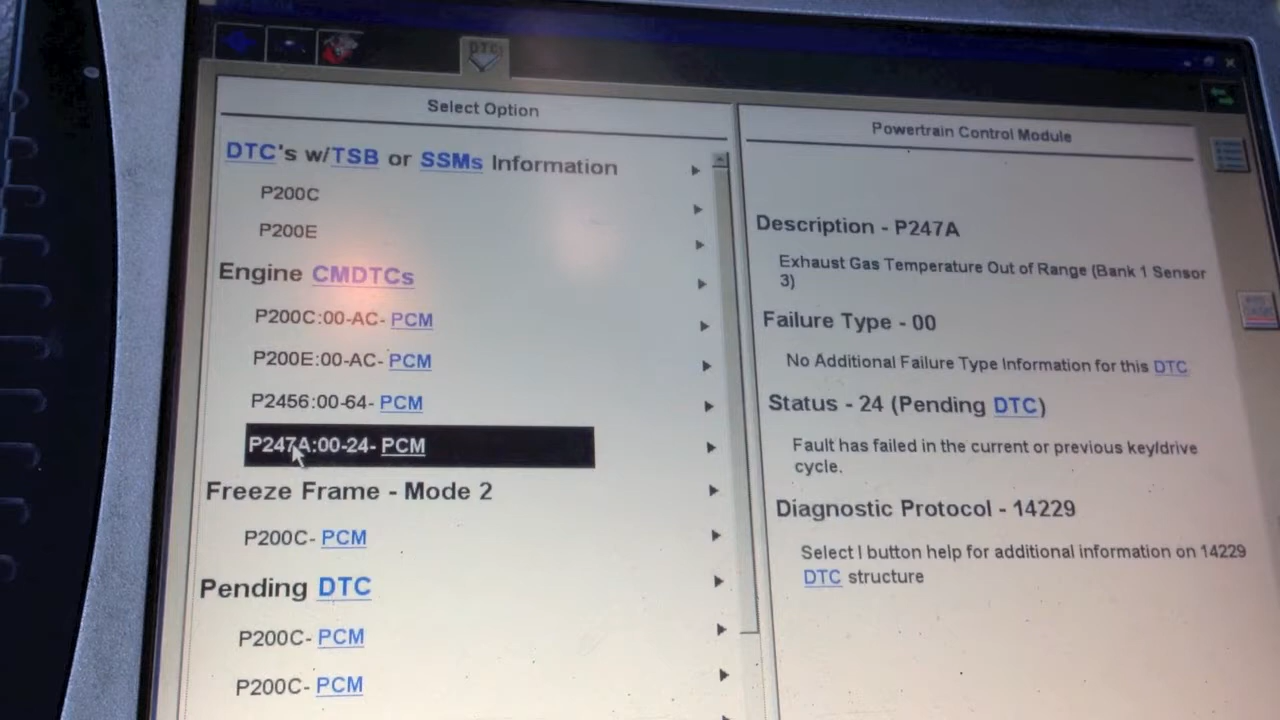 DTC
Select Option
DTC's w/TSB or SSMs Information
P200C
P200E
Engine CMDTCs
P200C:00-AC- PCM
P200E:00-AC- PCM
P2456:00-64- PCM
P247A:00-24- PCM
Freeze Frame - Mode 2
P200C- PCM
Pending DTC
P200C- PCM
P200C- PCM
Powertrain Control Module
Description - P247A
Exhaust Gas Temperature Out of Range (Bank 1 Sensor
3)
Failure Type - 00
No Additional Failure Type Information for this DTC
Status - 24 (Pending DTC)
Fault has failed in the current or previous key/drive
cycle.
Diagnostic Protocol - 14229
Select I button help for additional information on 14229
DTC structure